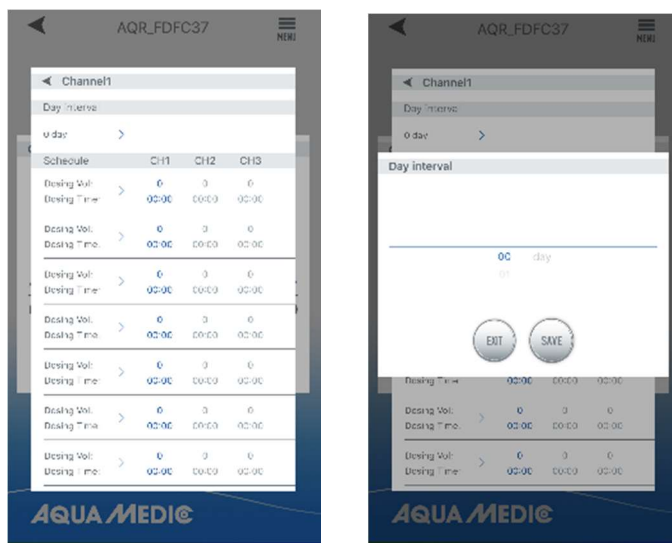 AQR_FDFC37
MENU
Channel1
Day interval
0 day
Schedule CH1 CH2 CH3
Dosing Vol: 0 0 0
Dosing Time: 00:00 00:00 00:00
Dosing Vol: 0 0 0
Dosing Time: 00:00 00:00 00:00
Dosing Vol: 0 0 0
Dosing Time: 00:00 00:00 00:00
Dosing Vol: 0 0 0
Dosing Time: 00:00 00:00 00:00
Dosing Vol: 0 0 0
Dosing Time: 00:00 00:00 00:00
Dosing Vol: 0 0 0
Dosing Time: 00:00 00:00 00:00
Dosing Vol: 0 0 0
Dosing Time: 00:00 00:00 00:00
AQUA MEDIC
AQR_FDFC37
MENU
Channel1
Day interval
0 day
Day interval
00 day
01
EXIT SAVE
Dosing Time 00:00 00:00 00:00
Dosing Vol: 0 0 0
Dosing Time: 00:00 00:00 00:00
Dosing Vol: 0 0 0
Dosing Time: 00:00 00:00 00:00
AQUA MEDIC